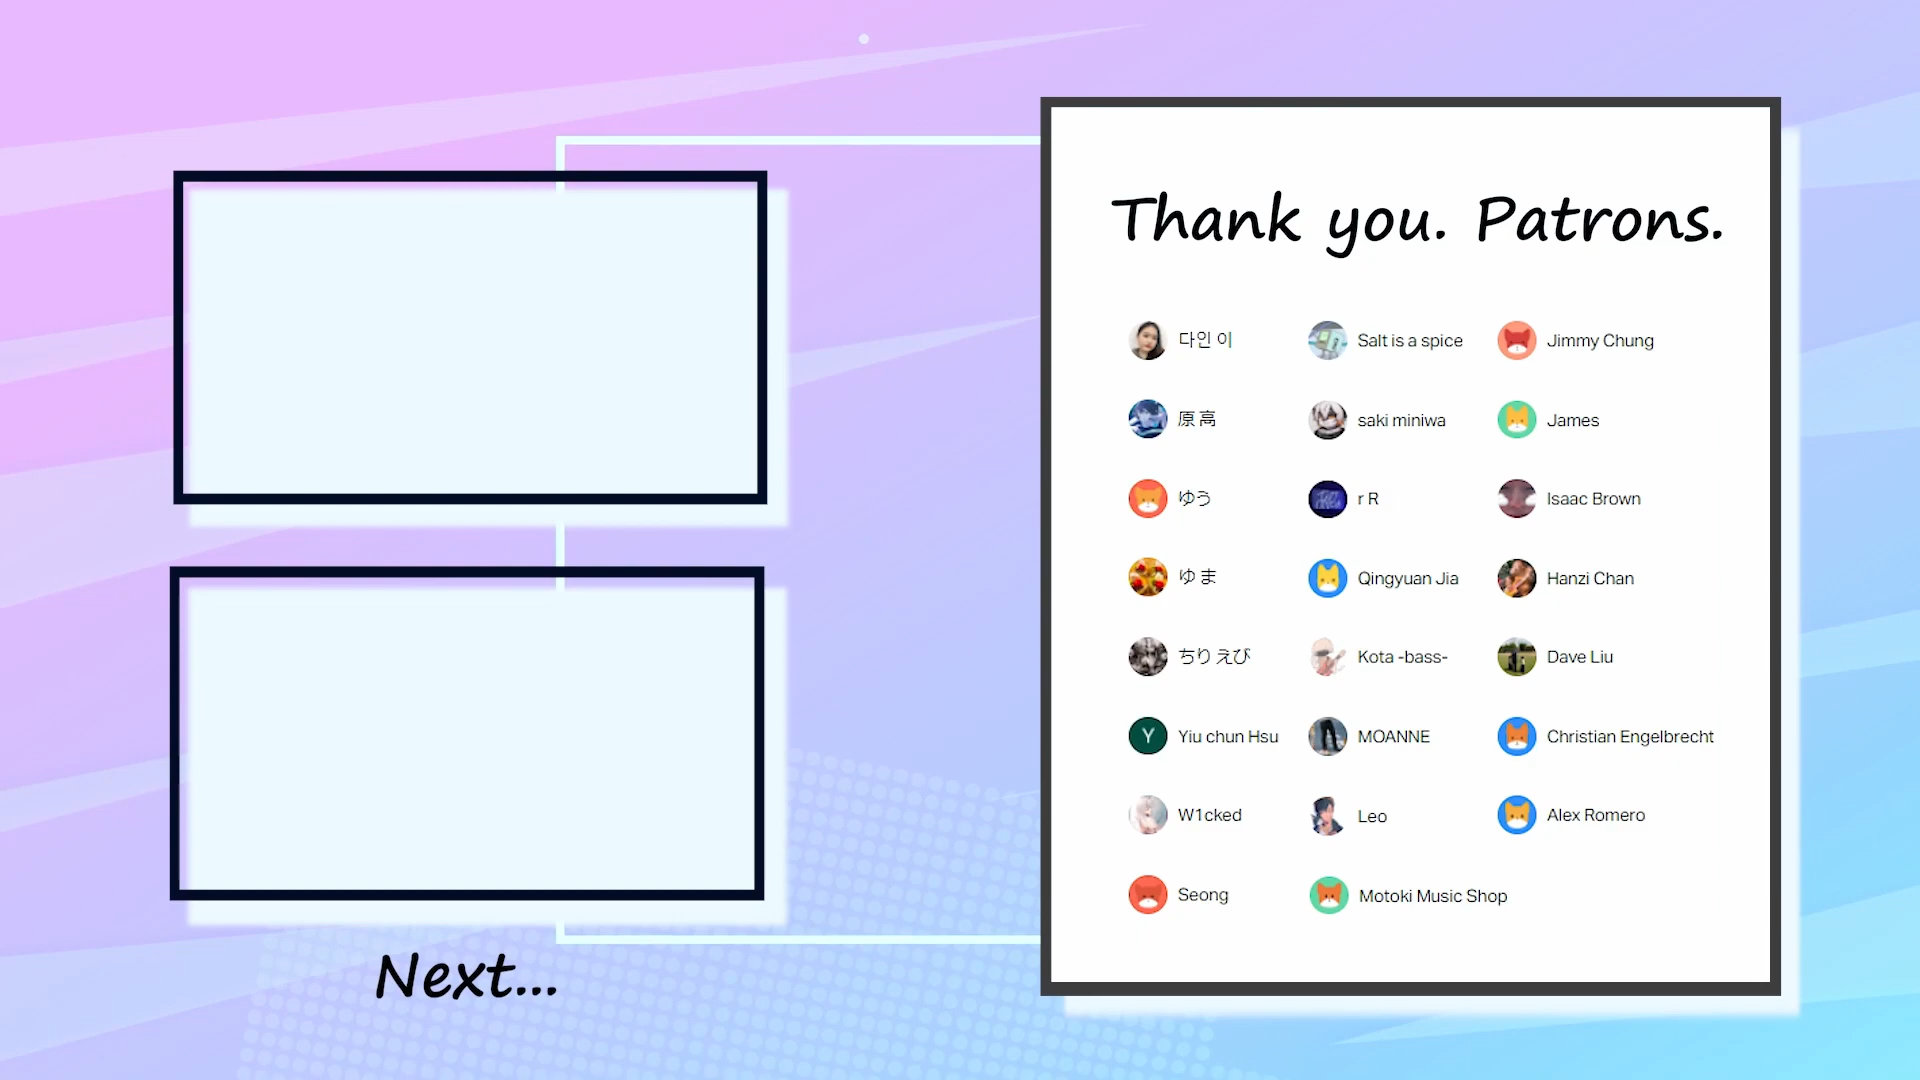 Thank you. Patrons.
다인 이
Salt is a spice
Jimmy Chung
原 高
saki miniwa
James
ゆう
r R
Isaac Brown
ゆ ま
Qingyuan Jia
Hanzi Chan
ちり えび
Kota -bass-
Dave Liu
Y
Yiu chun Hsu
MOANNE
Christian Engelbrecht
W1cked
Leo
Alex Romero
Seong
Motoki Music Shop
Next...